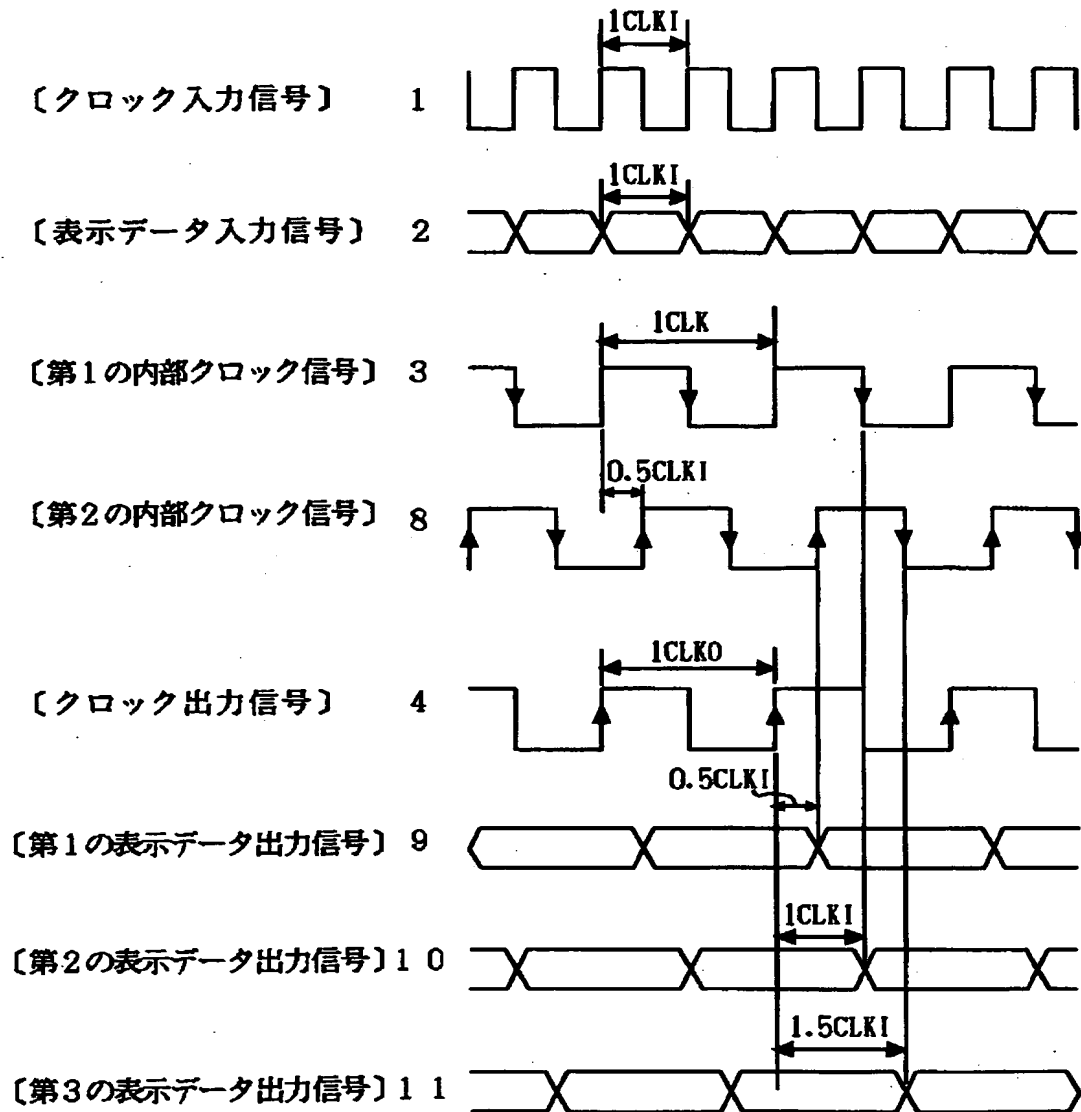 1CLKI
〔クロック入力信号〕 1
1CLKI
〔表示データ入力信号〕 2
1CLK
〔第1の内部クロック信号〕 3
0.5CLKI
〔第2の内部クロック信号〕 8
1CLKO
〔クロック出力信号〕 4
0.5CLKI
〔第1の表示データ出力信号〕 9
1CLKI
〔第2の表示データ出力信号〕10
1.5CLKI
〔第3の表示データ出力信号〕11